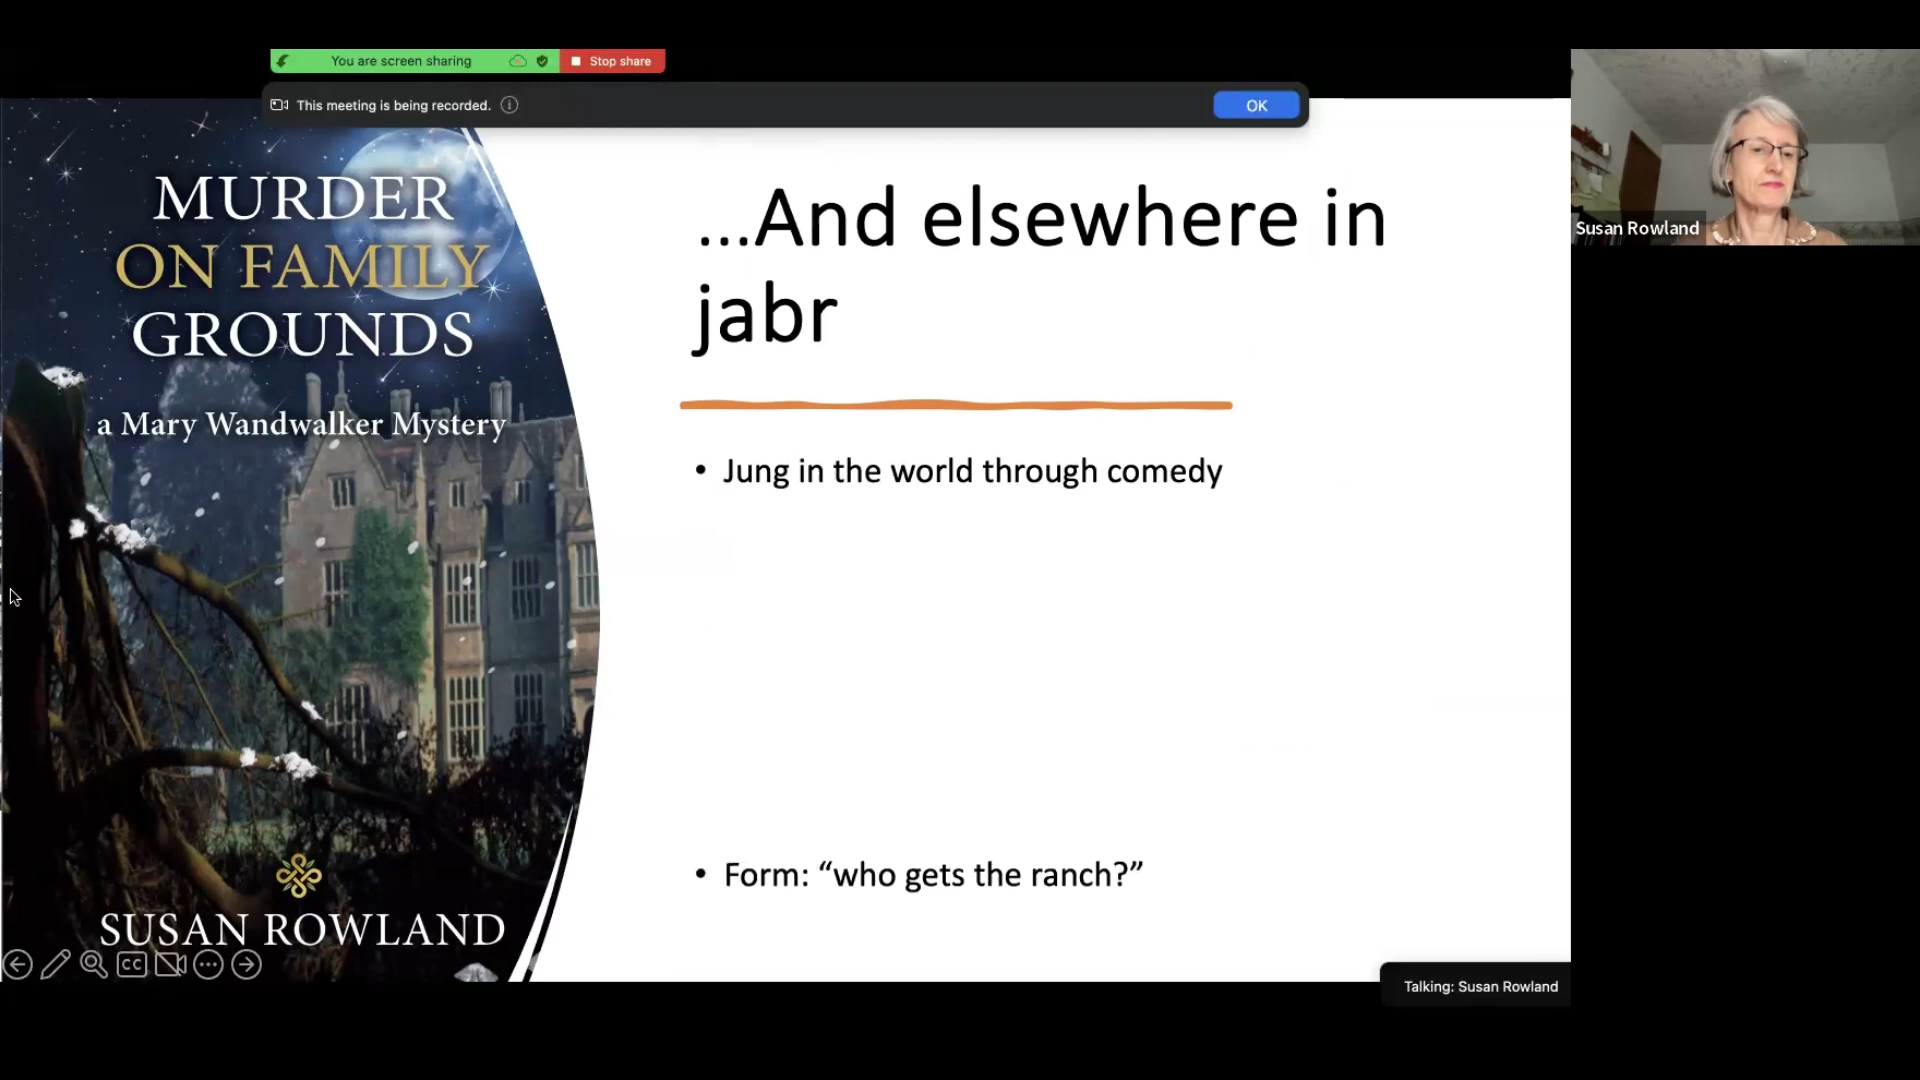 You are screen sharing
Stop share
This meeting is being recorded.
OK
MURDER
ON FAMILY
GROUNDS
a Mary Wandwalker Mystery
SUSAN ROWLAND
...And elsewhere in
jabr
• Jung in the world through comedy
• Form: “who gets the ranch?”
Susan Rowland
CC
Talking: Susan Rowland